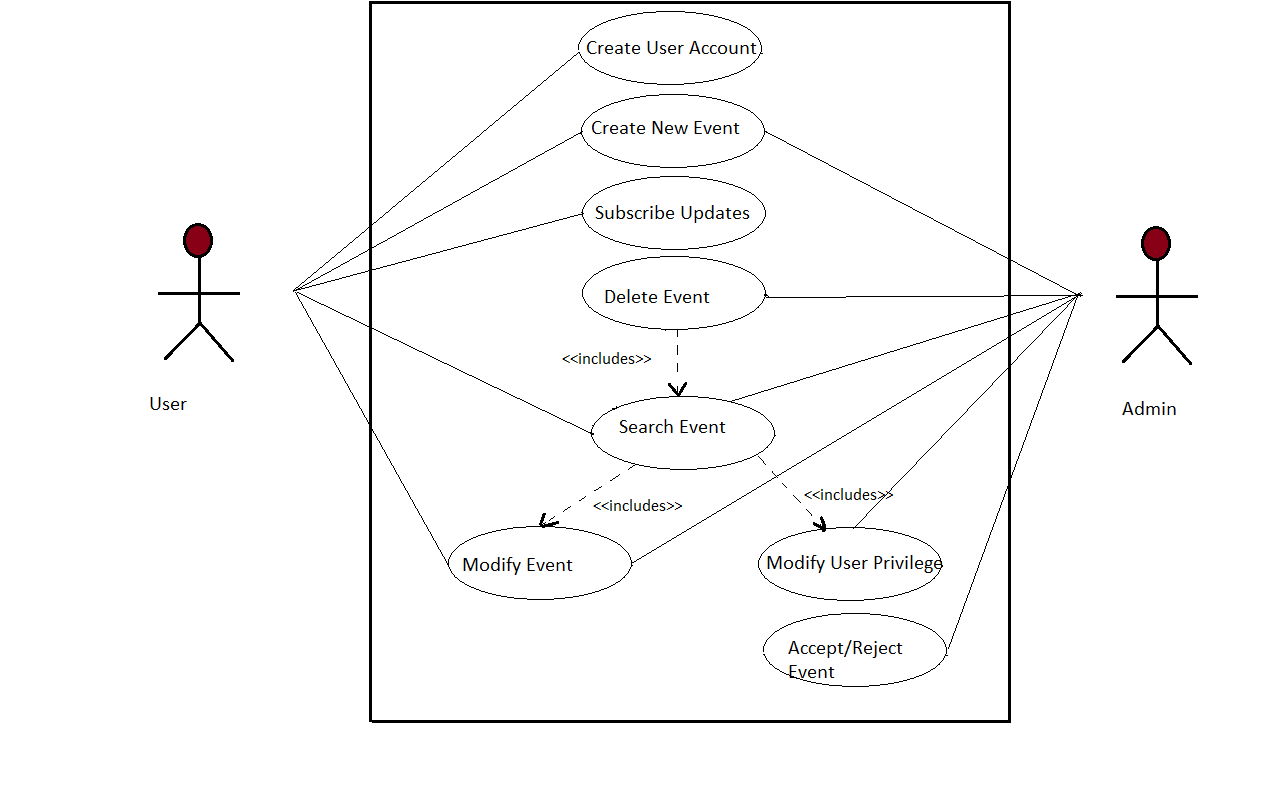 Create User Account
Create New Event
Subscribe Updates
Delete Event
<<includes>>
User
Admin
Search Event
<<includes>>
<<includes>>
Modify Event
Modify User Privilege
Accept/Reject
Event